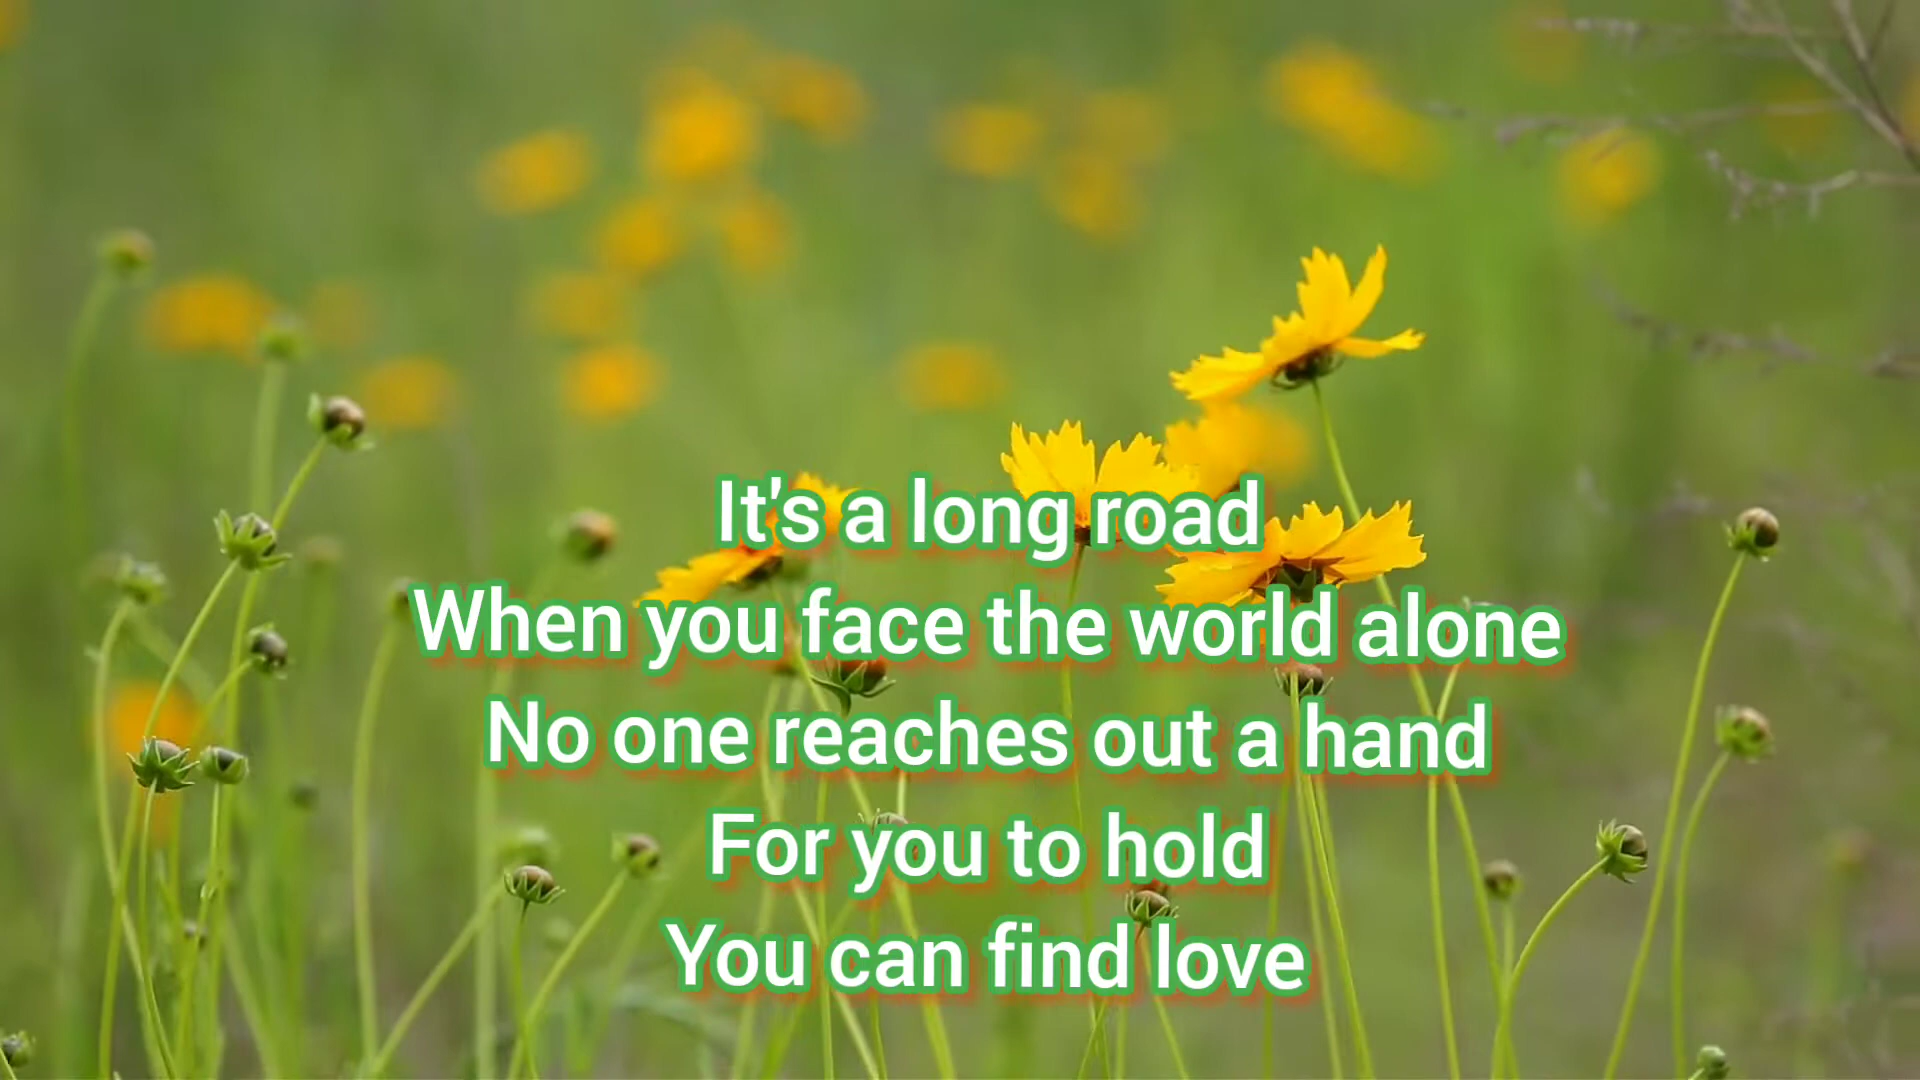 It's a long road
When you face the world alone
No one reaches out a hand
For you to hold
You can find love